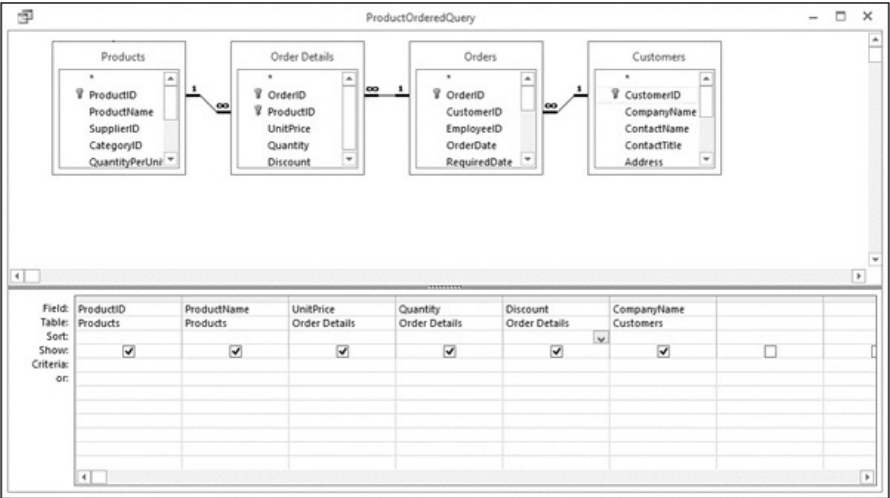 ProductOrderedQuery
Products
*
ProductID
ProductName
SupplierID
CategoryID
QuantityPerUni
1
∞
Order Details
*
OrderID
ProductID
UnitPrice
Quantity
Discount
∞
1
Orders
*
OrderID
CustomerID
EmployeeID
OrderDate
RequiredDate
∞
1
Customers
*
CustomerID
CompanyName
ContactName
ContactTitle
Address
Field: ProductID ProductName UnitPrice Quantity Discount CompanyName
Table: Products Products Order Details Order Details Order Details Customers
Sort:
Show:
Criteria:
or: